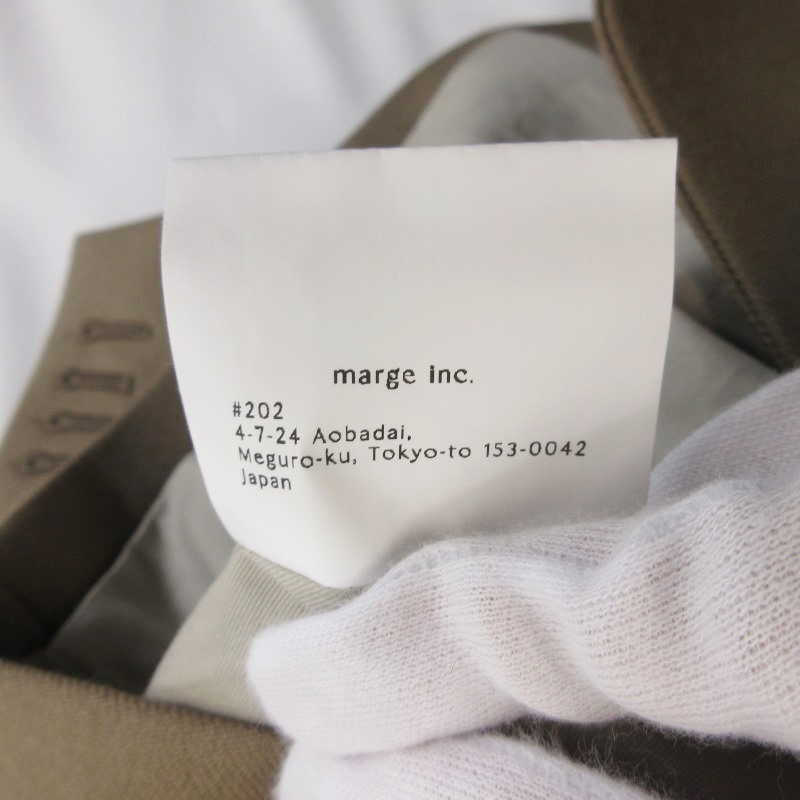 marge inc.
#202
4-7-24 Aobadai,
Meguro-ku, Tokyo-to 153-0042
Japan